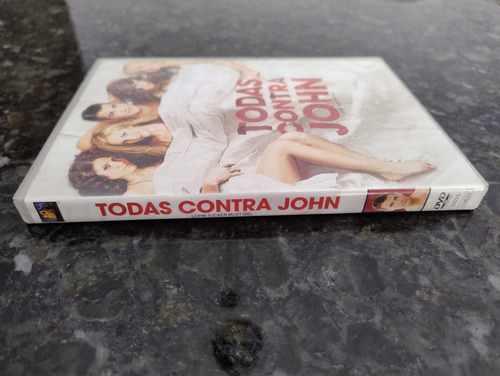 TODAS
CONTRA
JOHN
TODAS CONTRA JOHN
(JOHN TUCKER MUST DIE)
DVD